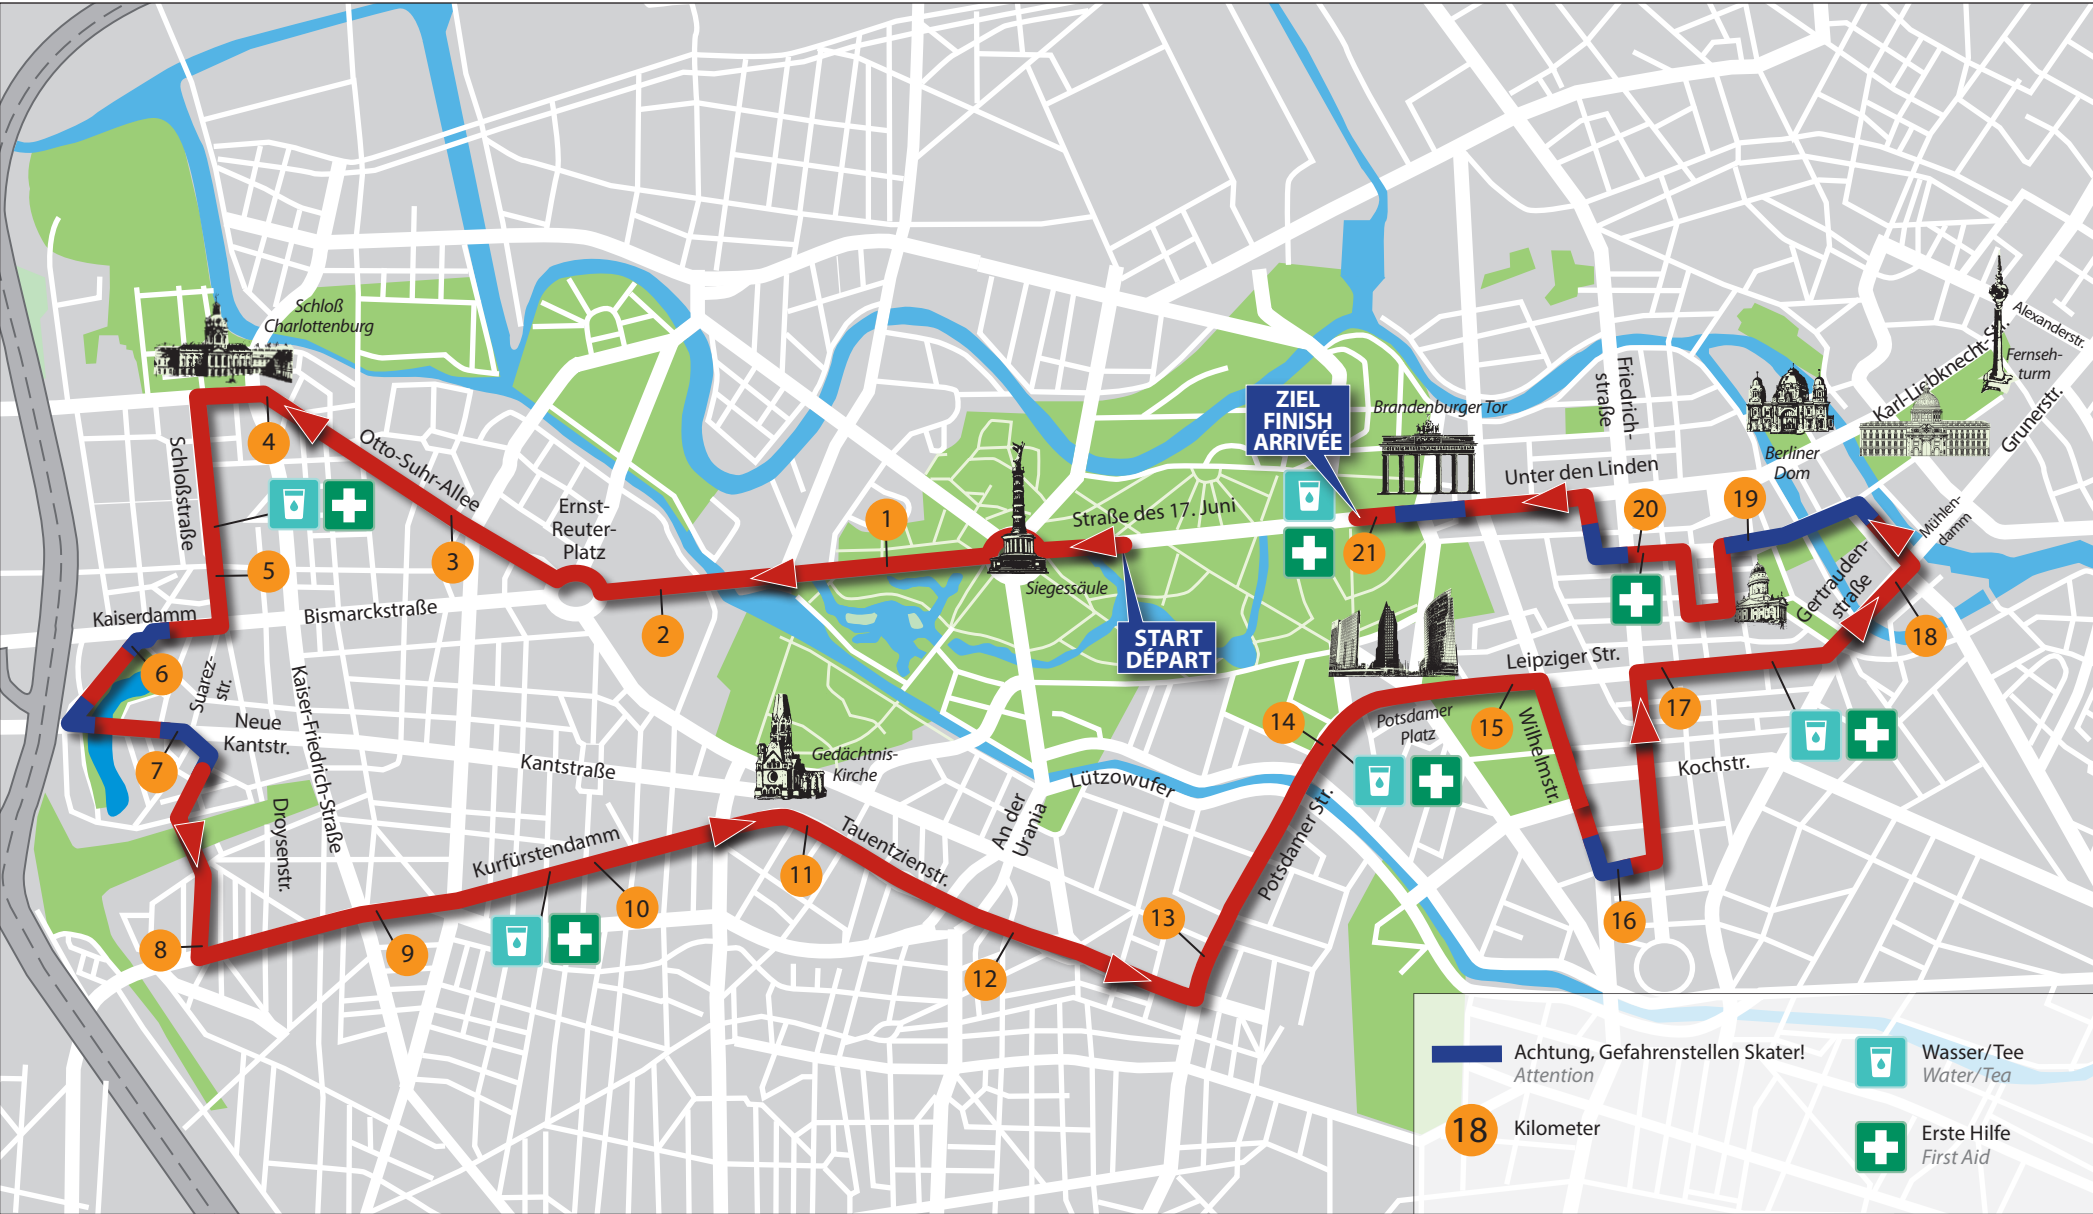 Schloß
Charlottenburg
Otto-Suhr-Allee
Schloßstraße
4
3
5
Ernst-
Reuter-
Platz
Kaiserdamm
Bismarckstraße
1
2
Straße des 17. Juni
Siegessäule
START
DÉPART
ZIEL
FINISH
ARRIVÉE
21
Brandenburger Tor
Unter den Linden
Friedrich-
straße
20
19
Berliner
Dom
Karl-Liebknecht-Str.
Alexanderstr.
Fernseh-
turm
Grunerstr.
Mühlen-
damm
Gertrauden-
straße
18
6
Suarez-
str.
Neue
Kantstr.
7
Kaiser-Friedrich-Straße
Droysenstr.
Kantstraße
Gedächtnis-
Kirche
Kurfürstendamm
8
9
10
11
Tauentzienstr.
An der
Urania
Lützowufer
12
13
Potsdamer Str.
14
Potsdamer
Platz
15
Leipziger Str.
Wilhelmstr.
16
17
Kochstr.
Achtung, Gefahrenstellen Skater!
Attention
18
Kilometer
Wasser/Tee
Water/Tea
Erste Hilfe
First Aid